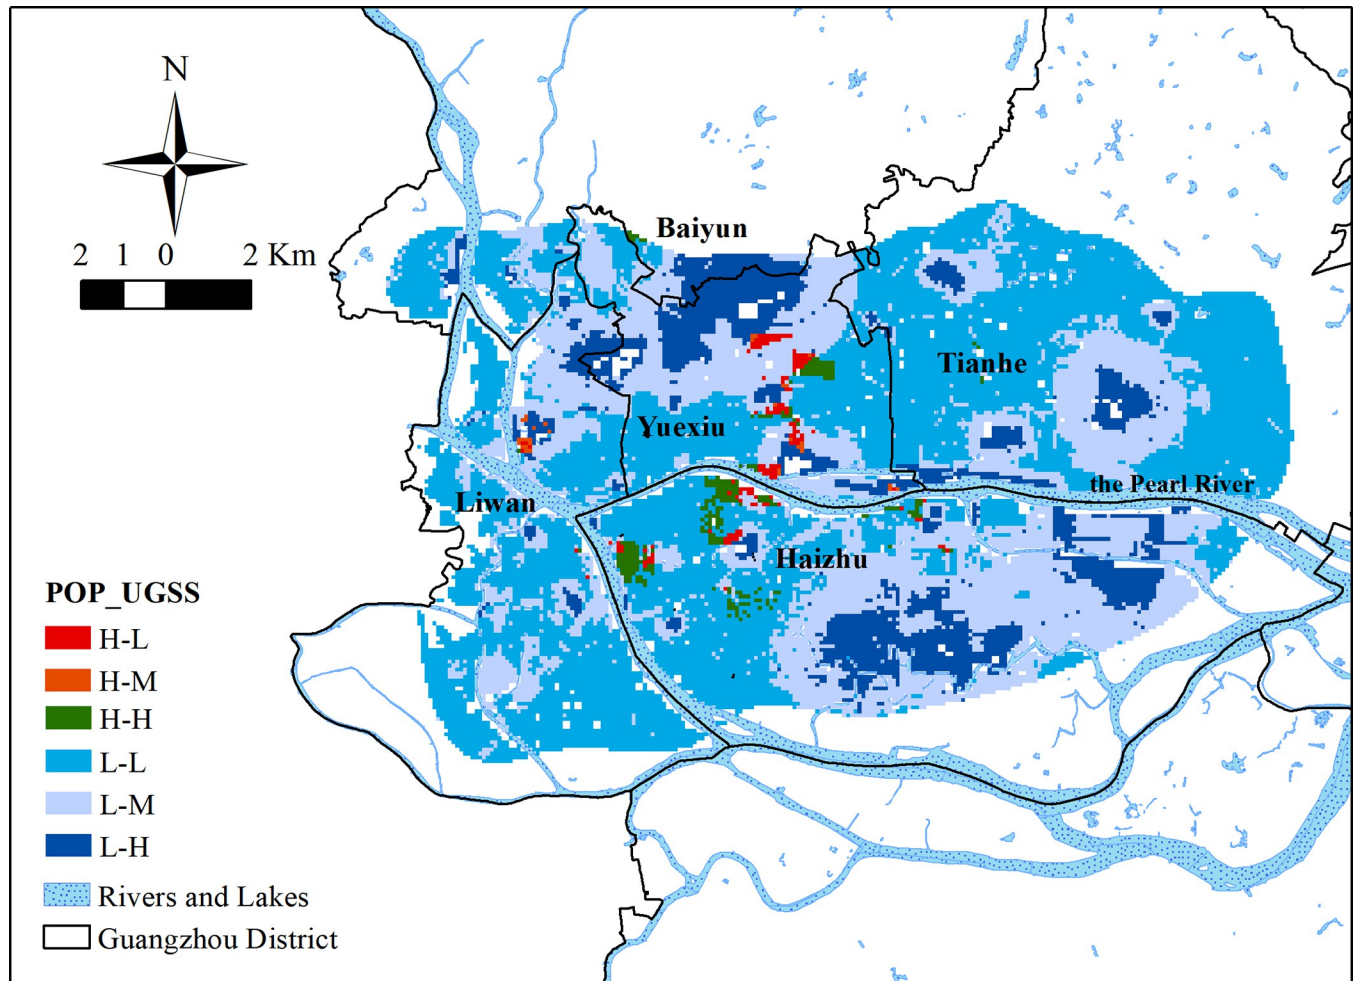 N
2 1 0 2 Km
Baiyun
Tianhe
Yuexiu
the Pearl River
Liwan
Haizhu
POP_UGSS
H-L
H-M
H-H
L-L
L-M
L-H
Rivers and Lakes
Guangzhou District